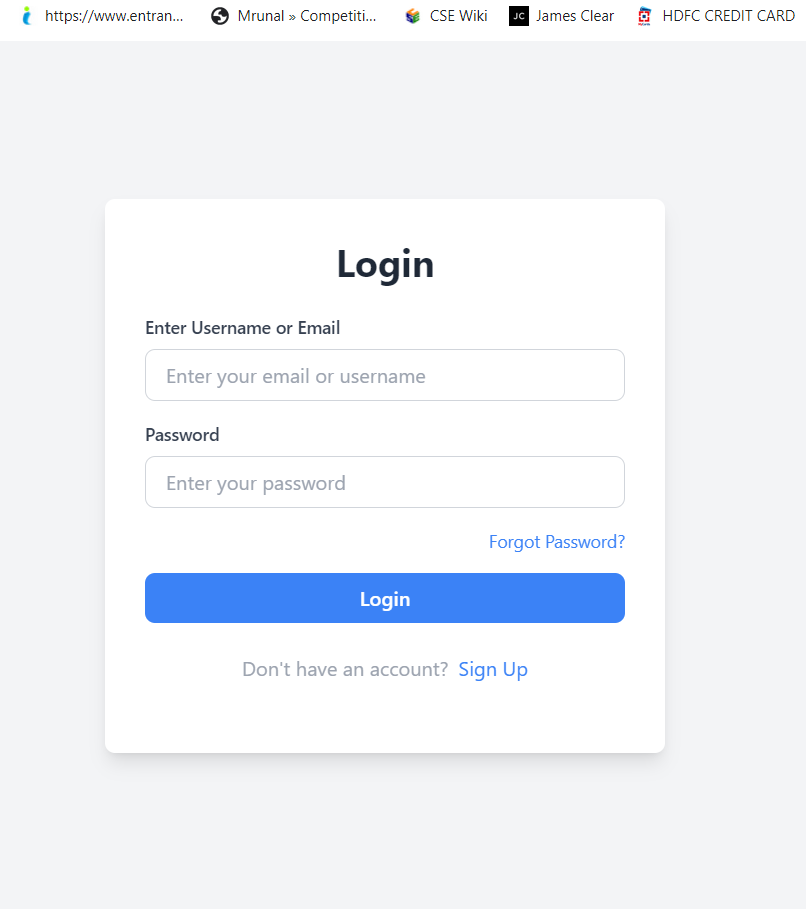 https://www.entran... Mrunal » Competiti... CSE Wiki JC James Clear HDFC CREDIT CARD
Login
Enter Username or Email
Enter your email or username
Password
Enter your password
Forgot Password?
Login
Don't have an account? Sign Up